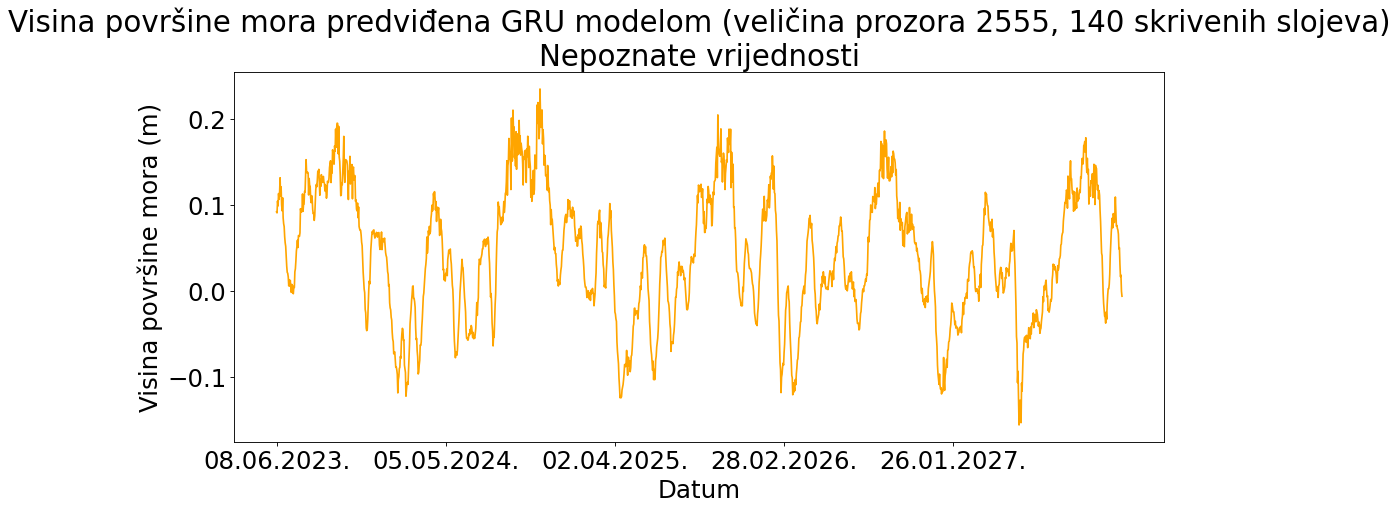 Visina površine mora predviđena GRU modelom (veličina prozora 2555, 140 skrivenih slojeva)
Nepoznate vrijednosti
Visina površine mora (m)
0.2
0.1
0.0
−0.1
08.06.2023. 05.05.2024. 02.04.2025. 28.02.2026. 26.01.2027.
Datum